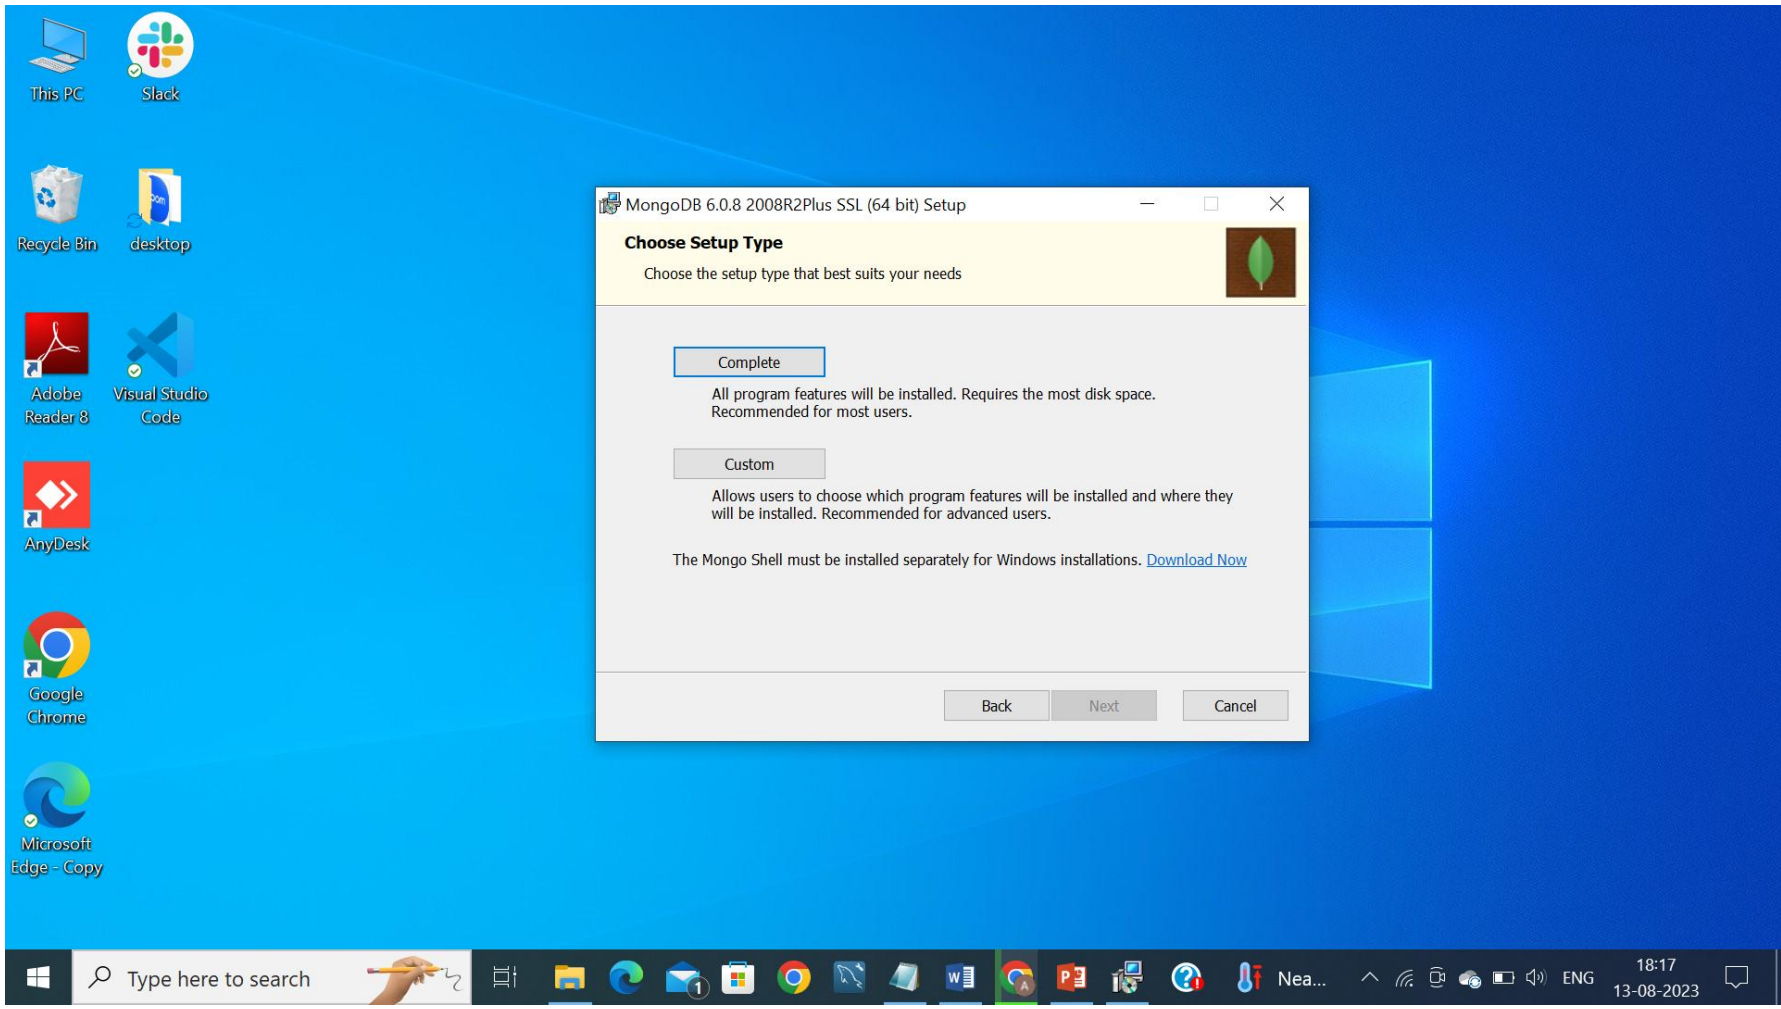 This PC
Slack
Recycle Bin
desktop
Adobe
Reader 8
Visual Studio
Code
AnyDesk
Google
Chrome
Microsoft
Edge - Copy
MongoDB 6.0.8 2008R2Plus SSL (64 bit) Setup
Choose Setup Type
Choose the setup type that best suits your needs
Complete
All program features will be installed. Requires the most disk space.
Recommended for most users.
Custom
Allows users to choose which program features will be installed and where they
will be installed. Recommended for advanced users.
The Mongo Shell must be installed separately for Windows installations. Download Now
Back
Next
Cancel
Type here to search
1
W
A
P
Nea...
ENG
18:17
13-08-2023